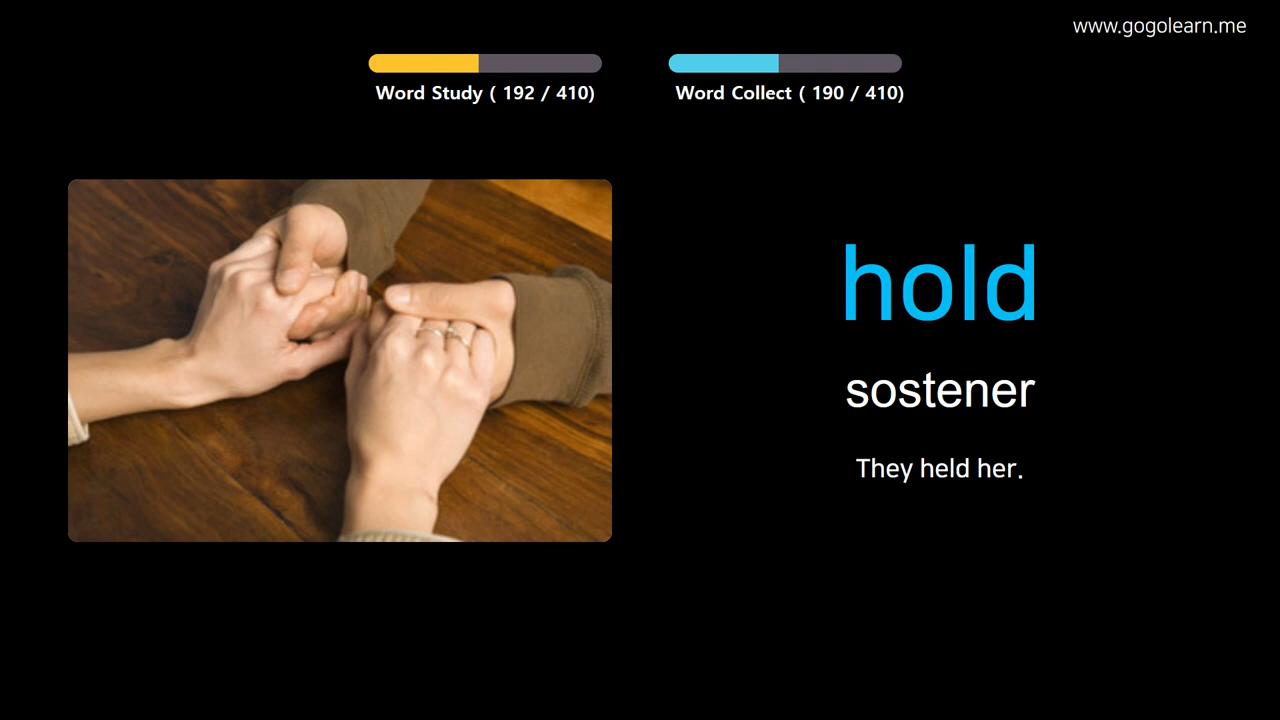 www.gogolearn.me
Word Study ( 192 / 410)
Word Collect ( 190 / 410)
hold
sostener
They held her.